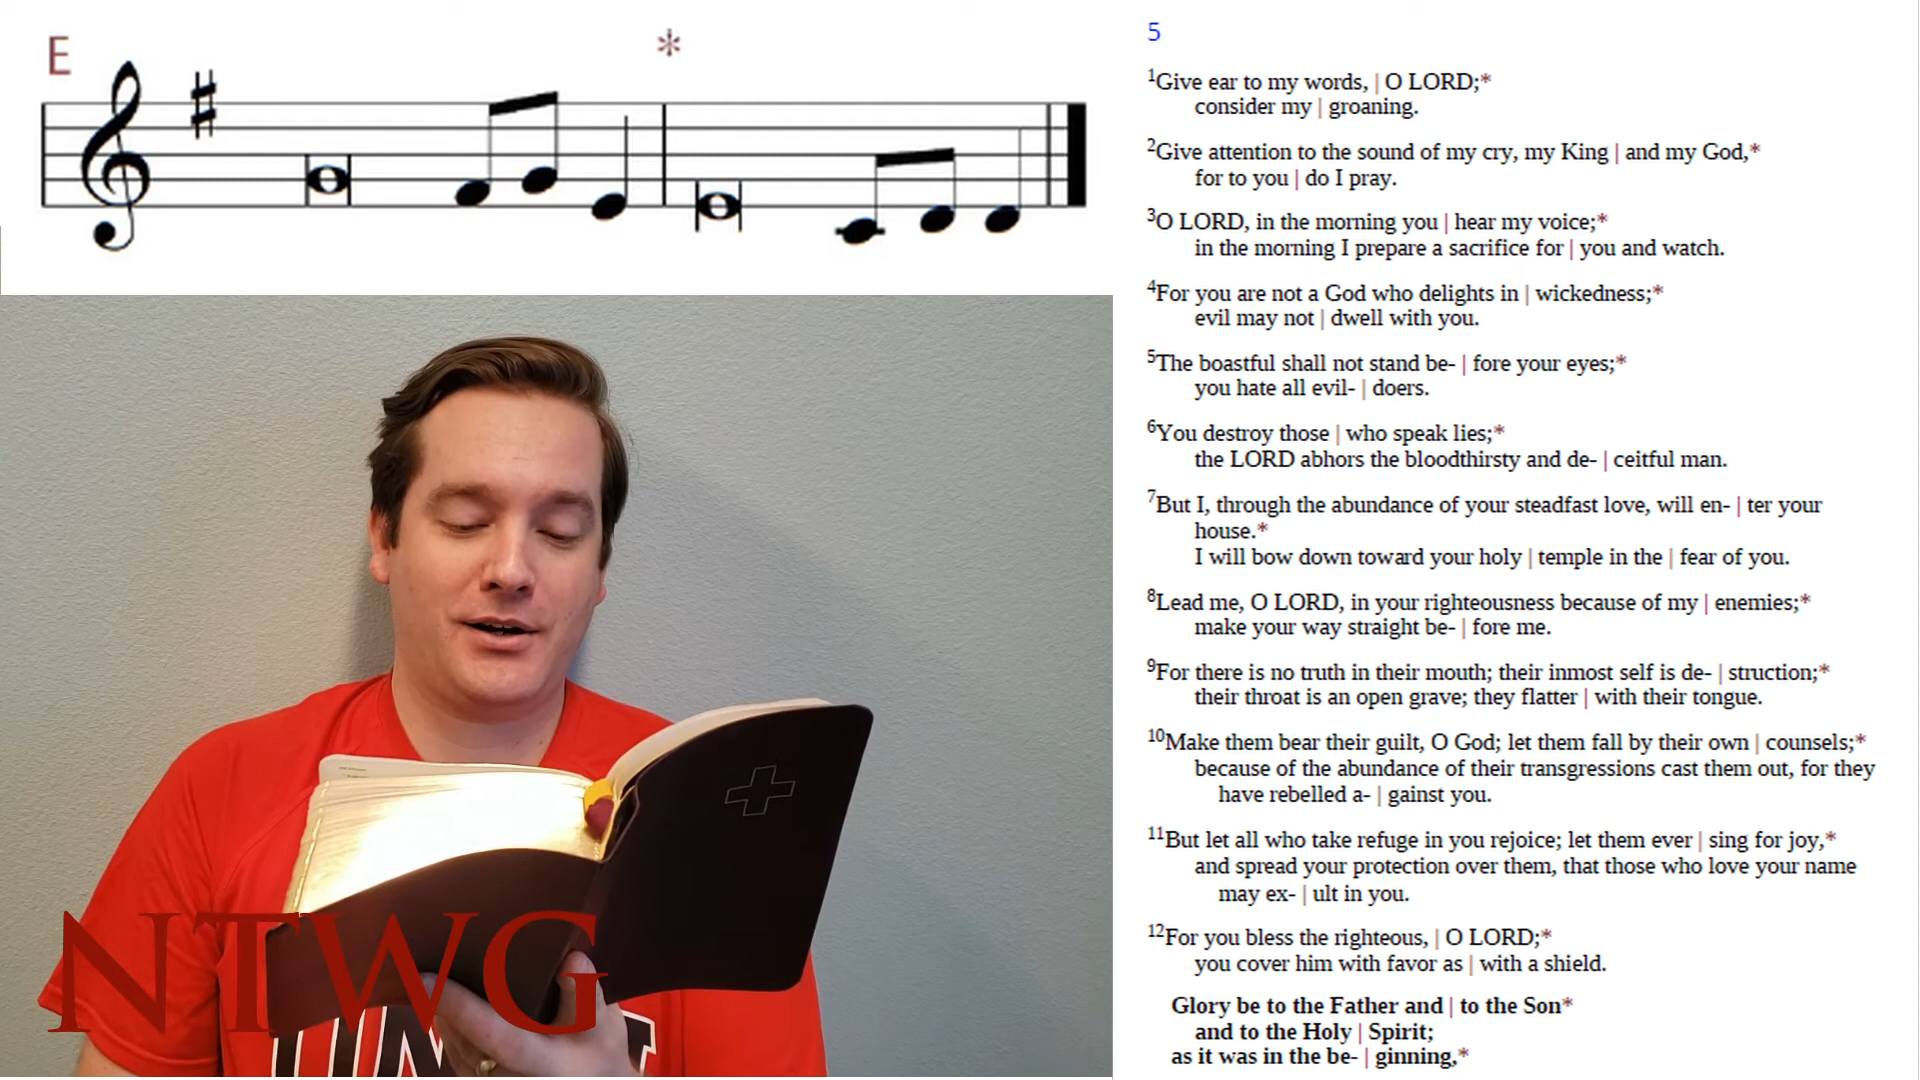 E
*
5
1Give ear to my words, | O LORD;*
consider my | groaning.
2Give attention to the sound of my cry, my King | and my God,*
for to you | do I pray.
3O LORD, in the morning you | hear my voice;*
in the morning I prepare a sacrifice for | you and watch.
4For you are not a God who delights in | wickedness;*
evil may not | dwell with you.
5The boastful shall not stand be- | fore your eyes;*
you hate all evil- | doers.
6You destroy those | who speak lies;*
the LORD abhors the bloodthirsty and de- | ceitful man.
7But I, through the abundance of your steadfast love, will en- | ter your
house.*
I will bow down toward your holy | temple in the | fear of you.
8Lead me, O LORD, in your righteousness because of my | enemies;*
make your way straight be- | fore me.
9For there is no truth in their mouth; their inmost self is de- | struction;*
their throat is an open grave; they flatter | with their tongue.
10Make them bear their guilt, O God; let them fall by their own | counsels;*
because of the abundance of their transgressions cast them out, for they
have rebelled a- | gainst you.
11But let all who take refuge in you rejoice; let them ever | sing for joy,*
and spread your protection over them, that those who love your name
may ex- | ult in you.
12For you bless the righteous, | O LORD;*
you cover him with favor as | with a shield.
Glory be to the Father and | to the Son*
and to the Holy | Spirit;
as it was in the be- | ginning,*
NTWG